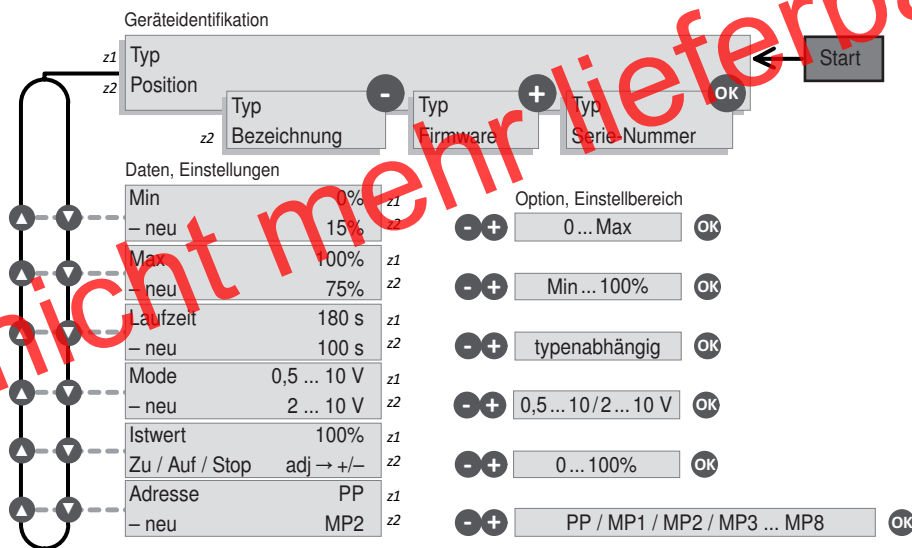 Geräteidentifikation
z1 Typ
z2 Position
Start
-
+
OK
Typ
z2 Bezeichnung
Typ
Firmware
Typ
Serie-Nummer
Daten, Einstellungen
Option, Einstellbereich
Min 0% z1
– neu 15% z2
- + 0 ... Max OK
Max 100% z1
– neu 75% z2
- + Min ... 100% OK
Laufzeit 180 s z1
– neu 100 s z2
- + typenabhängig OK
Mode 0,5 ... 10 V z1
– neu 2 ... 10 V z2
- + 0,5 ... 10 / 2 ... 10 V OK
Istwert 100% z1
Zu / Auf / Stop adj → +/– z2
- + 0 ... 100% OK
Adresse PP z1
– neu MP2 z2
- + PP / MP1 / MP2 / MP3 ... MP8 OK
nicht mehr lieferba